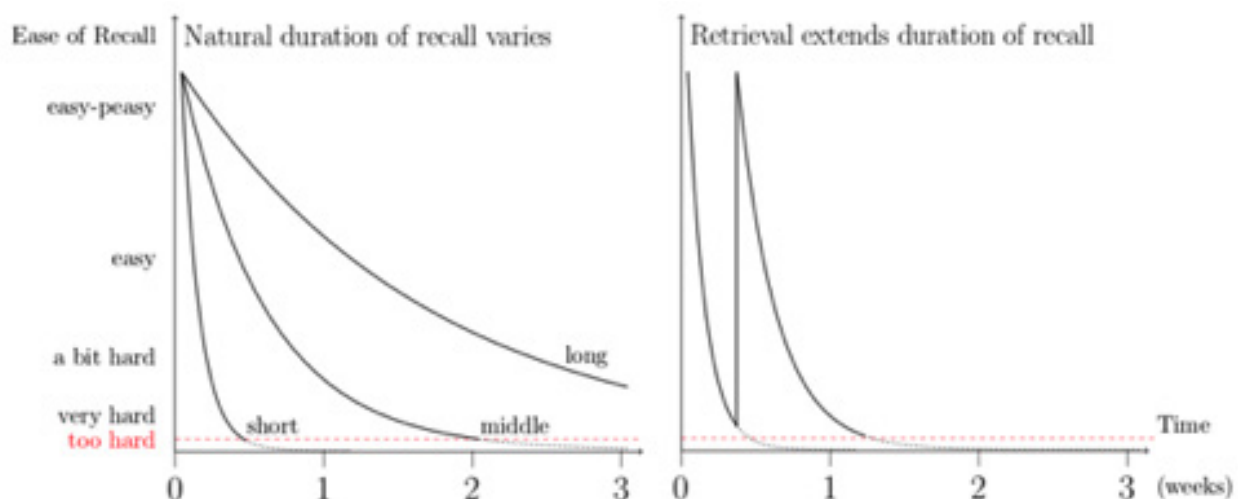 Ease of Recall
Natural duration of recall varies
easy-peasy
easy
a bit hard
very hard
too hard
short
middle
long
0 1 2 3
Retrieval extends duration of recall
Time
0 1 2 3 (weeks)